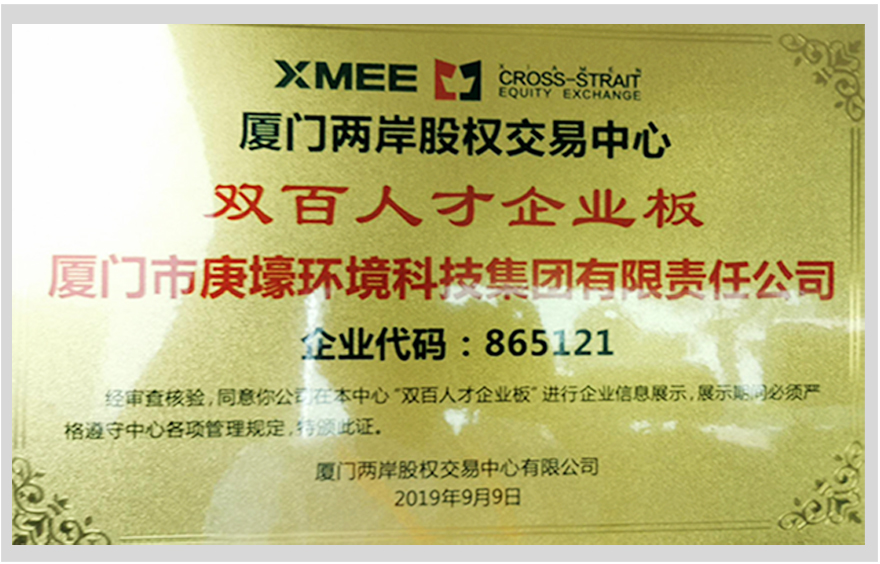 XMEE XIAMEN
CROSS-STRAIT
EQUITY EXCHANGE
厦门两岸股权交易中心
双百人才企业板
厦门市庚壕环境科技集团有限责任公司
企业代码：865121
经审查核验，同意你公司在本中心“双百人才企业板”进行企业信息展示，展示期间必须严
格遵守中心各项管理规定，特颁此证。
厦门两岸股权交易中心有限公司
2019年9月9日